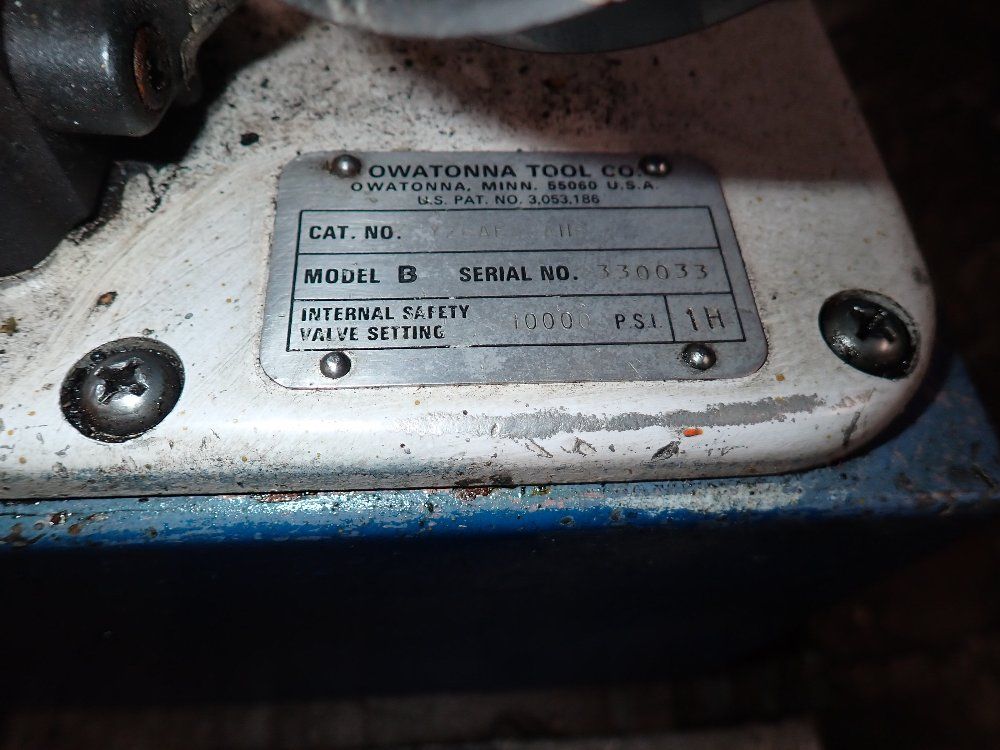 OWATONNA TOOL CO.
OWATONNA, MINN. 55060 U.S.A.
U.S. PAT. NO. 3,053,186
CAT. NO.
MODEL B SERIAL NO. 330033
INTERNAL SAFETY
VALVE SETTING 10000 P.S.I. 1H